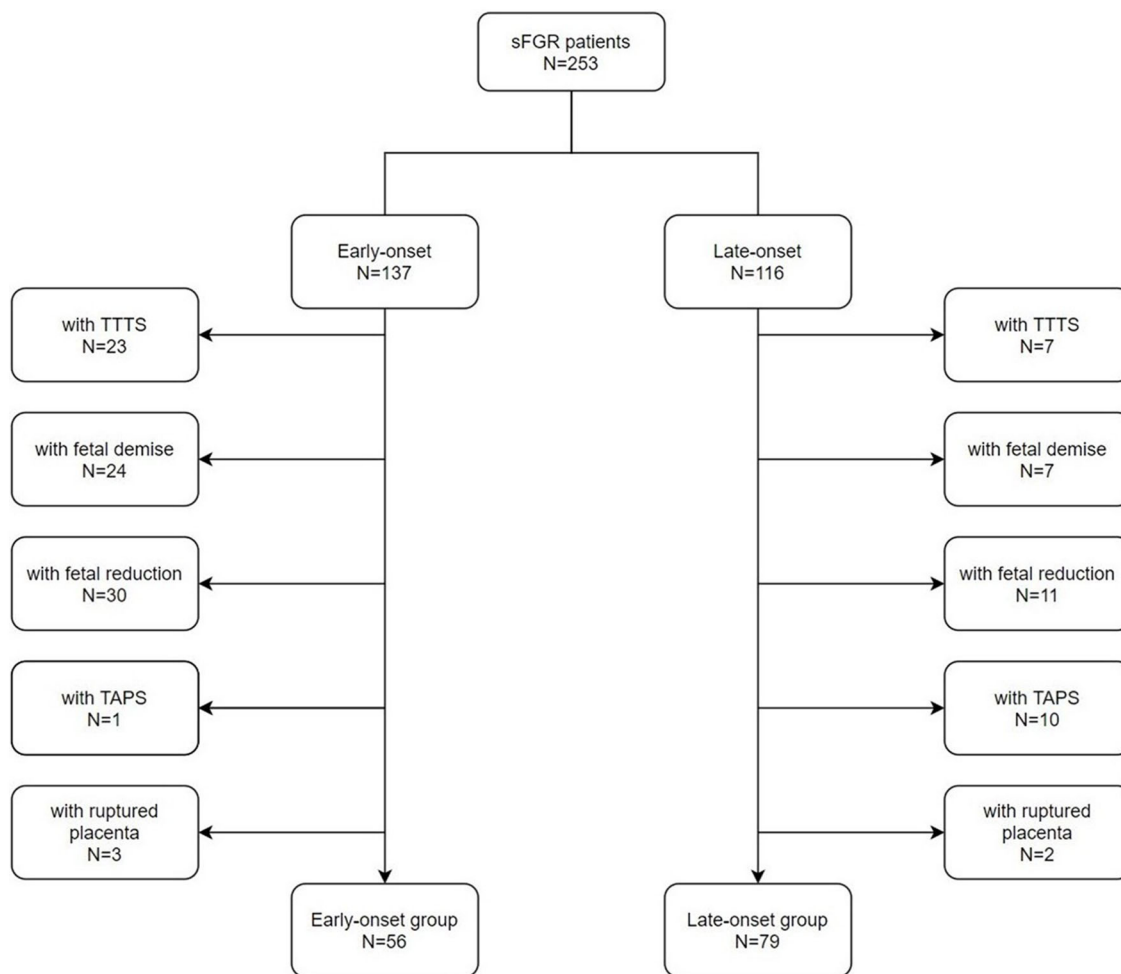 sFGR patients
N=253
Early-onset
N=137
Late-onset
N=116
with TTTS
N=23
with TTTS
N=7
with fetal demise
N=24
with fetal demise
N=7
with fetal reduction
N=30
with fetal reduction
N=11
with TAPS
N=1
with TAPS
N=10
with ruptured
placenta
N=3
with ruptured
placenta
N=2
Early-onset group
N=56
Late-onset group
N=79